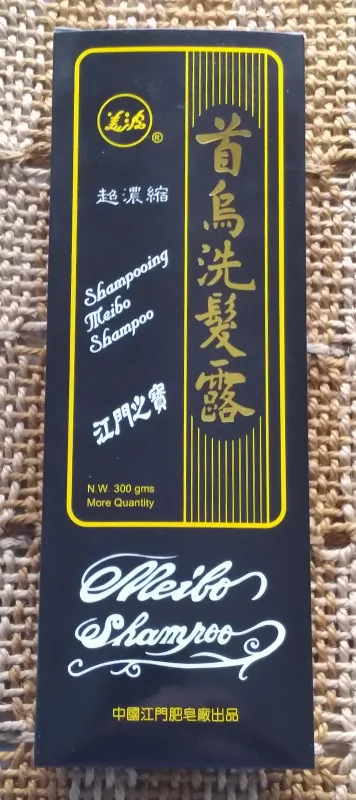 美波
®
超濃縮
首烏洗髮露
Shampooing
Meibo
Shampoo
江門之寶
N.W. 300 gms
More Quantity
Meibo
Shampoo
中國江門肥皂廠出品